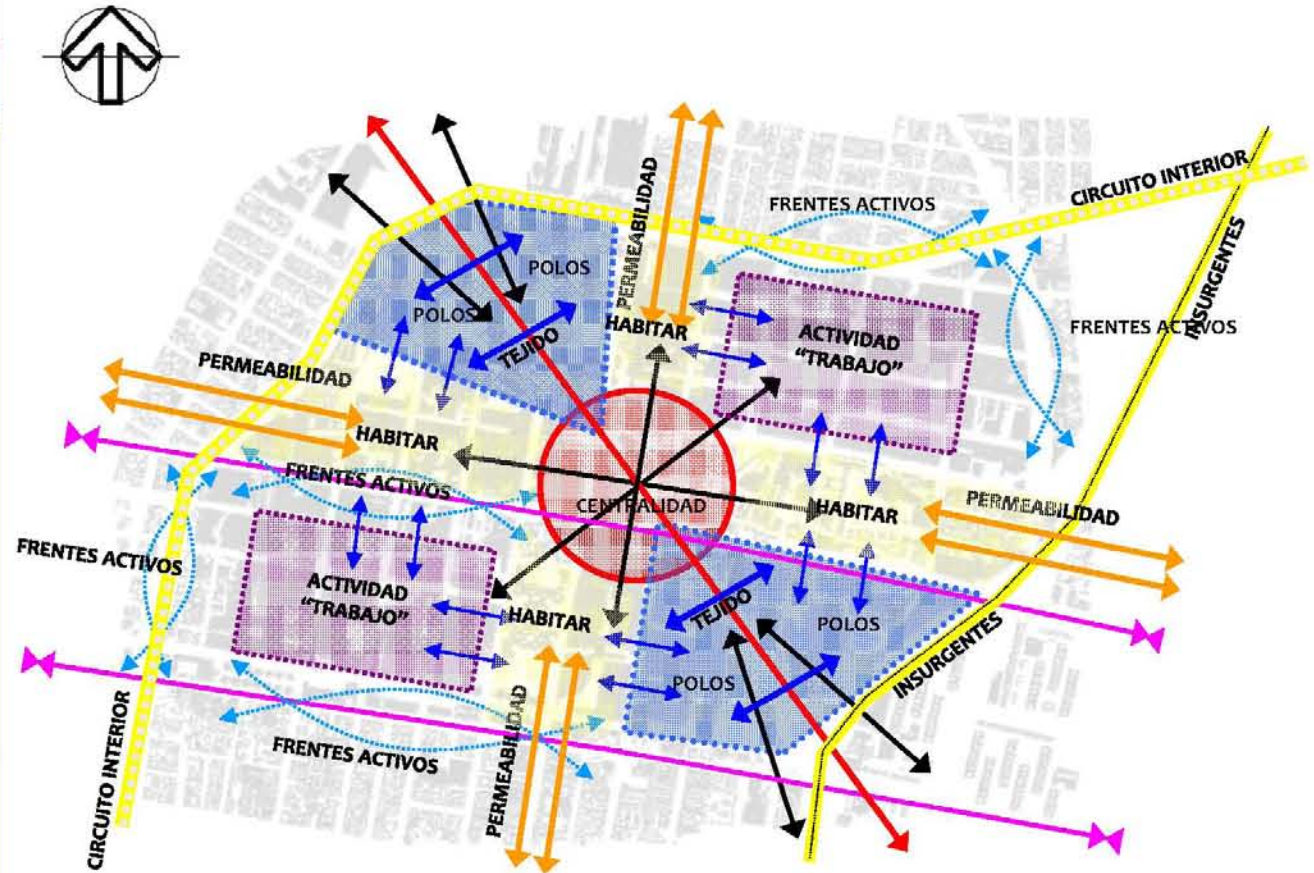 PERMEABILIDAD
FRENTES ACTIVOS
CIRCUITO INTERIOR
INSURGENTES
POLOS
POLOS
TEJIDO
HABITAR
ACTIVIDAD
“TRABAJO”
FRENTES ACTIVOS
PERMEABILIDAD
HABITAR
FRENTES ACTIVOS
CENTRALIDAD
HABITAR
PERMEABILIDAD
FRENTES ACTIVOS
ACTIVIDAD
“TRABAJO”
HABITAR
TEJIDO
POLOS
POLOS
INSURGENTES
PERMEABILIDAD
FRENTES ACTIVOS
CIRCUITO INTERIOR